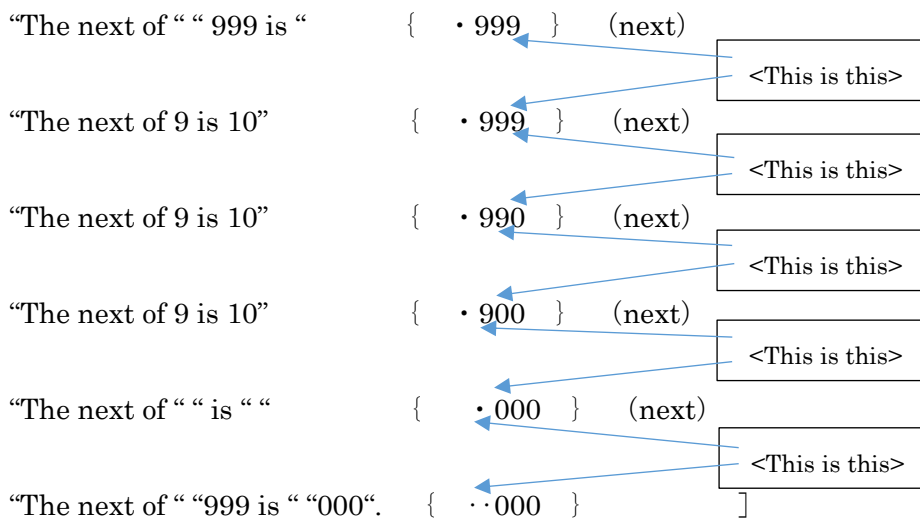 “The next of “ “ 999 is “ { ・999 } (next)
<This is this>
“The next of 9 is 10” { ・999 } (next)
<This is this>
“The next of 9 is 10” { ・990 } (next)
<This is this>
“The next of 9 is 10” { ・900 } (next)
<This is this>
“The next of “ “ is “ “ { ・000 } (next)
<This is this>
“The next of “ “999 is “ “000“. { ‥000 } ]